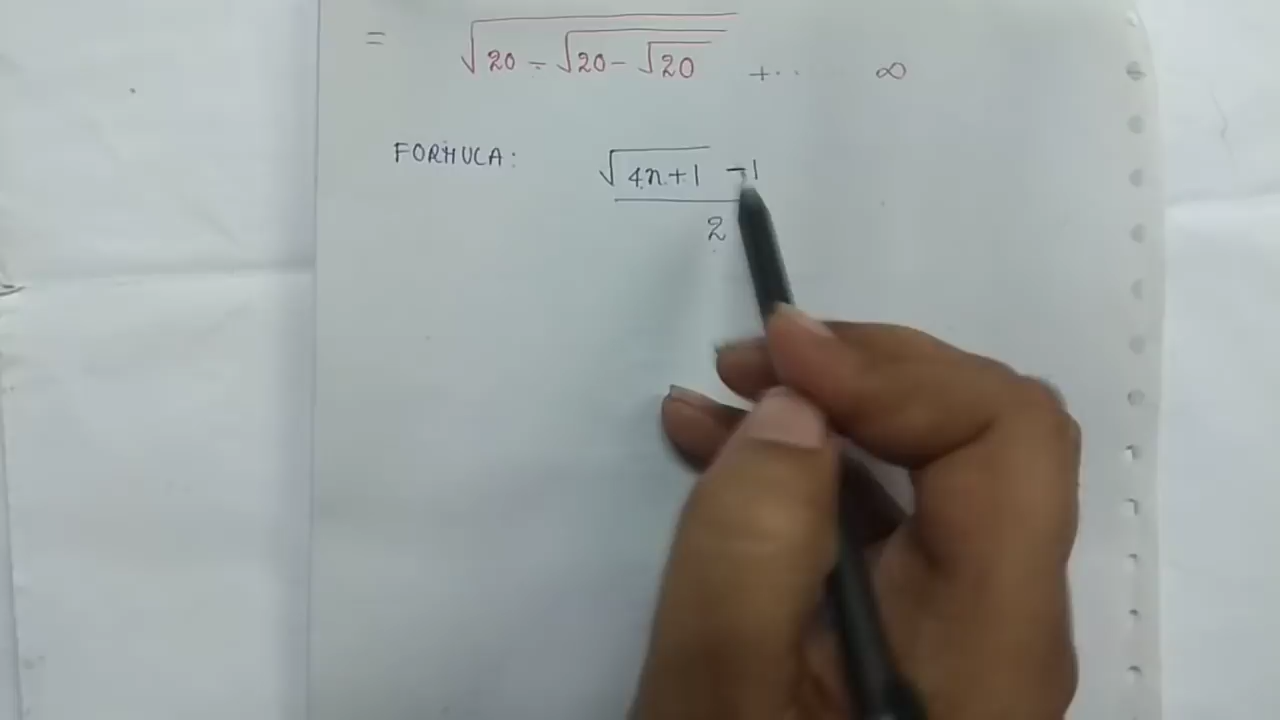 = √20 - √20 - √20 +.. ∞
FORMULA: √4n+1 -1
2